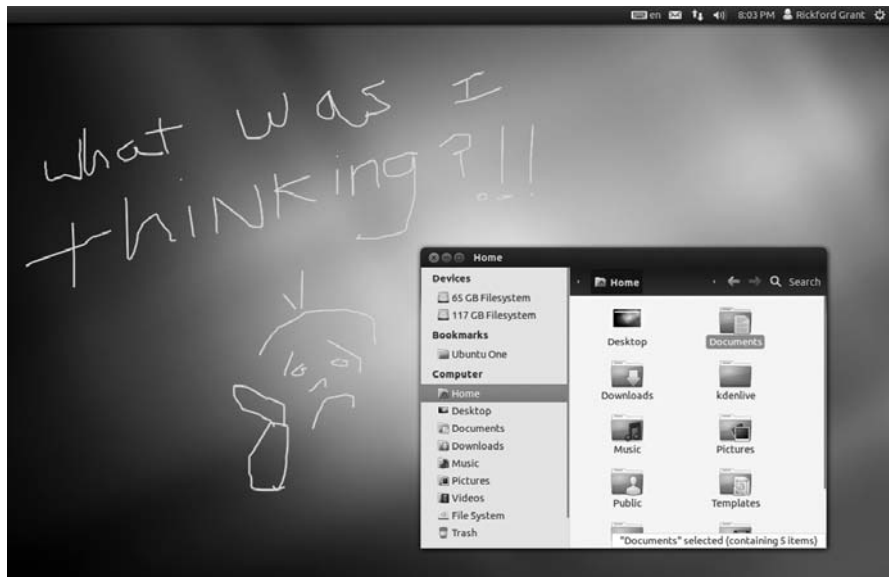 en 8:03 PM Rickford Grant
what was I
thinking?!!
Home
Devices
65 GB Filesystem
117 GB Filesystem
Bookmarks
Ubuntu One
Computer
Home
Desktop
Documents
Downloads
Music
Pictures
Videos
File System
Trash
Home Search
Desktop Documents
Downloads kdenlive
Music Pictures
Public Templates
"Documents" selected (containing 5 items)